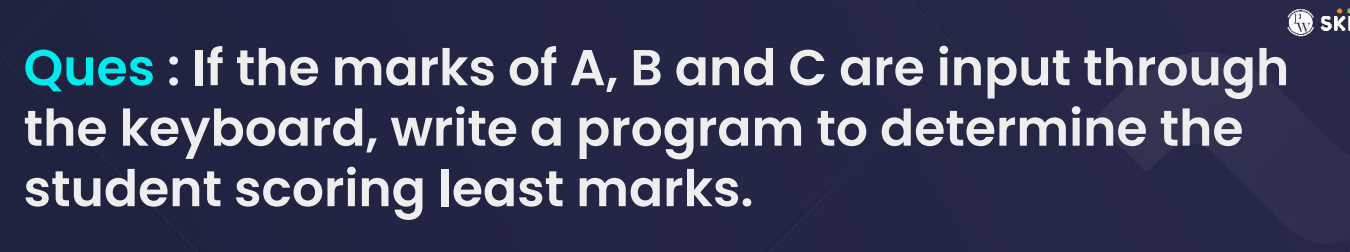 SKI
Ques : If the marks of A, B and C are input through
the keyboard, write a program to determine the
student scoring least marks.